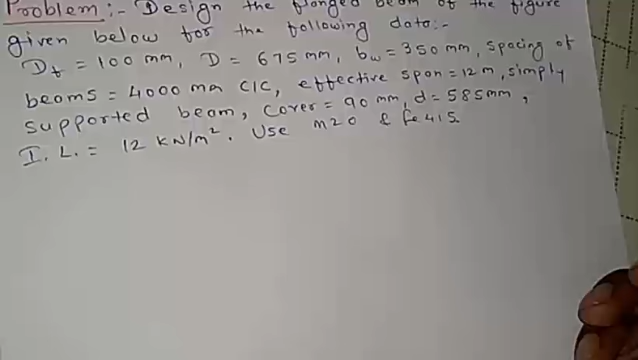 Problem:- Design the flanged beam of the figure
given below for the following data:-
Df = 100 mm, D = 675 mm, bw = 350 mm, spacing of
beams = 4000 mm C/C, effective span = 12 m, simply
supported beam, cover = 90 mm, d = 585 mm,
I. L. = 12 KN/m². Use m20 & fe415.